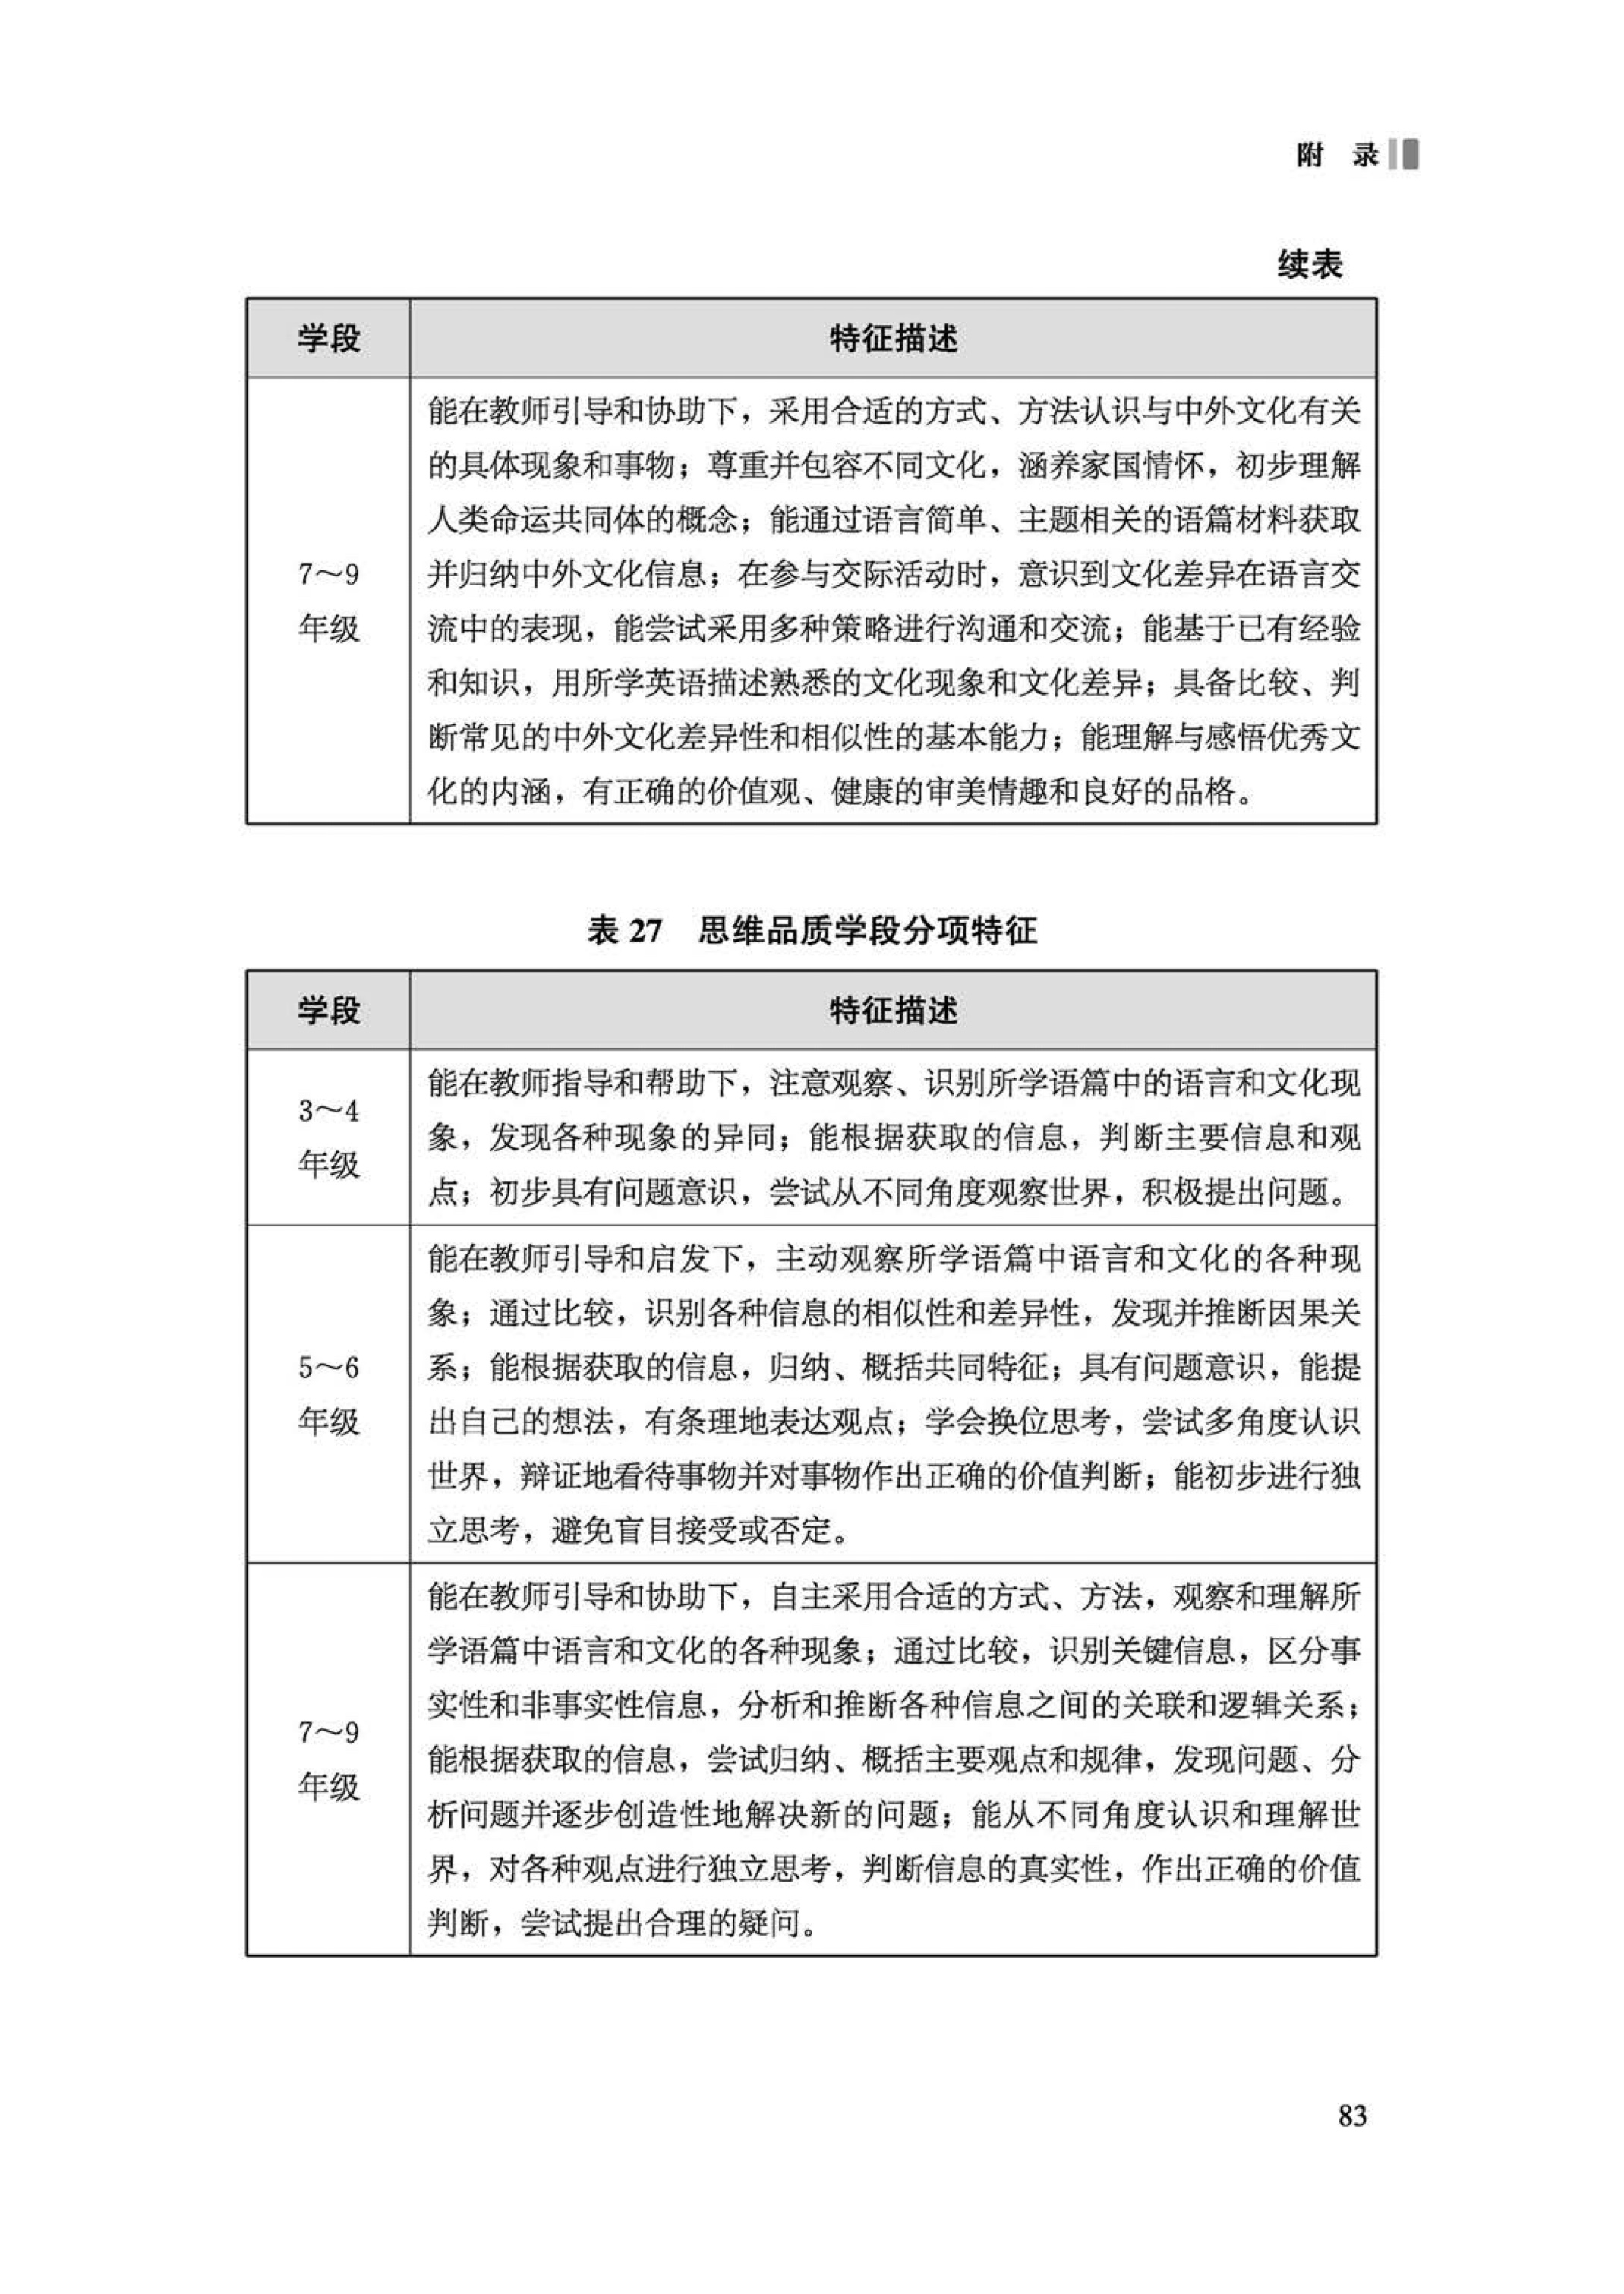 附　录
续表
学段
特征描述
7～9
年级
能在教师引导和协助下，采用合适的方式、方法认识与中外文化有关
的具体现象和事物；尊重并包容不同文化，涵养家国情怀，初步理解
人类命运共同体的概念；能通过语言简单、主题相关的语篇材料获取
并归纳中外文化信息；在参与交际活动时，意识到文化差异在语言交
流中的表现，能尝试采用多种策略进行沟通和交流；能基于已有经验
和知识，用所学英语描述熟悉的文化现象和文化差异；具备比较、判
断常见的中外文化差异性和相似性的基本能力；能理解与感悟优秀文
化的内涵，有正确的价值观、健康的审美情趣和良好的品格。
表 27　思维品质学段分项特征
学段
特征描述
3～4
年级
能在教师指导和帮助下，注意观察、识别所学语篇中的语言和文化现
象，发现各种现象的异同；能根据获取的信息，判断主要信息和观
点；初步具有问题意识，尝试从不同角度观察世界，积极提出问题。
5～6
年级
能在教师引导和启发下，主动观察所学语篇中语言和文化的各种现
象；通过比较，识别各种信息的相似性和差异性，发现并推断因果关
系；能根据获取的信息，归纳、概括共同特征；具有问题意识，能提
出自己的想法，有条理地表达观点；学会换位思考，尝试多角度认识
世界，辩证地看待事物并对事物作出正确的价值判断；能初步进行独
立思考，避免盲目接受或否定。
7～9
年级
能在教师引导和协助下，自主采用合适的方式、方法，观察和理解所
学语篇中语言和文化的各种现象；通过比较，识别关键信息，区分事
实性和非事实性信息，分析和推断各种信息之间的关联和逻辑关系；
能根据获取的信息，尝试归纳、概括主要观点和规律，发现问题、分
析问题并逐步创造性地解决新的问题；能从不同角度认识和理解世
界，对各种观点进行独立思考，判断信息的真实性，作出正确的价值
判断，尝试提出合理的疑问。
83